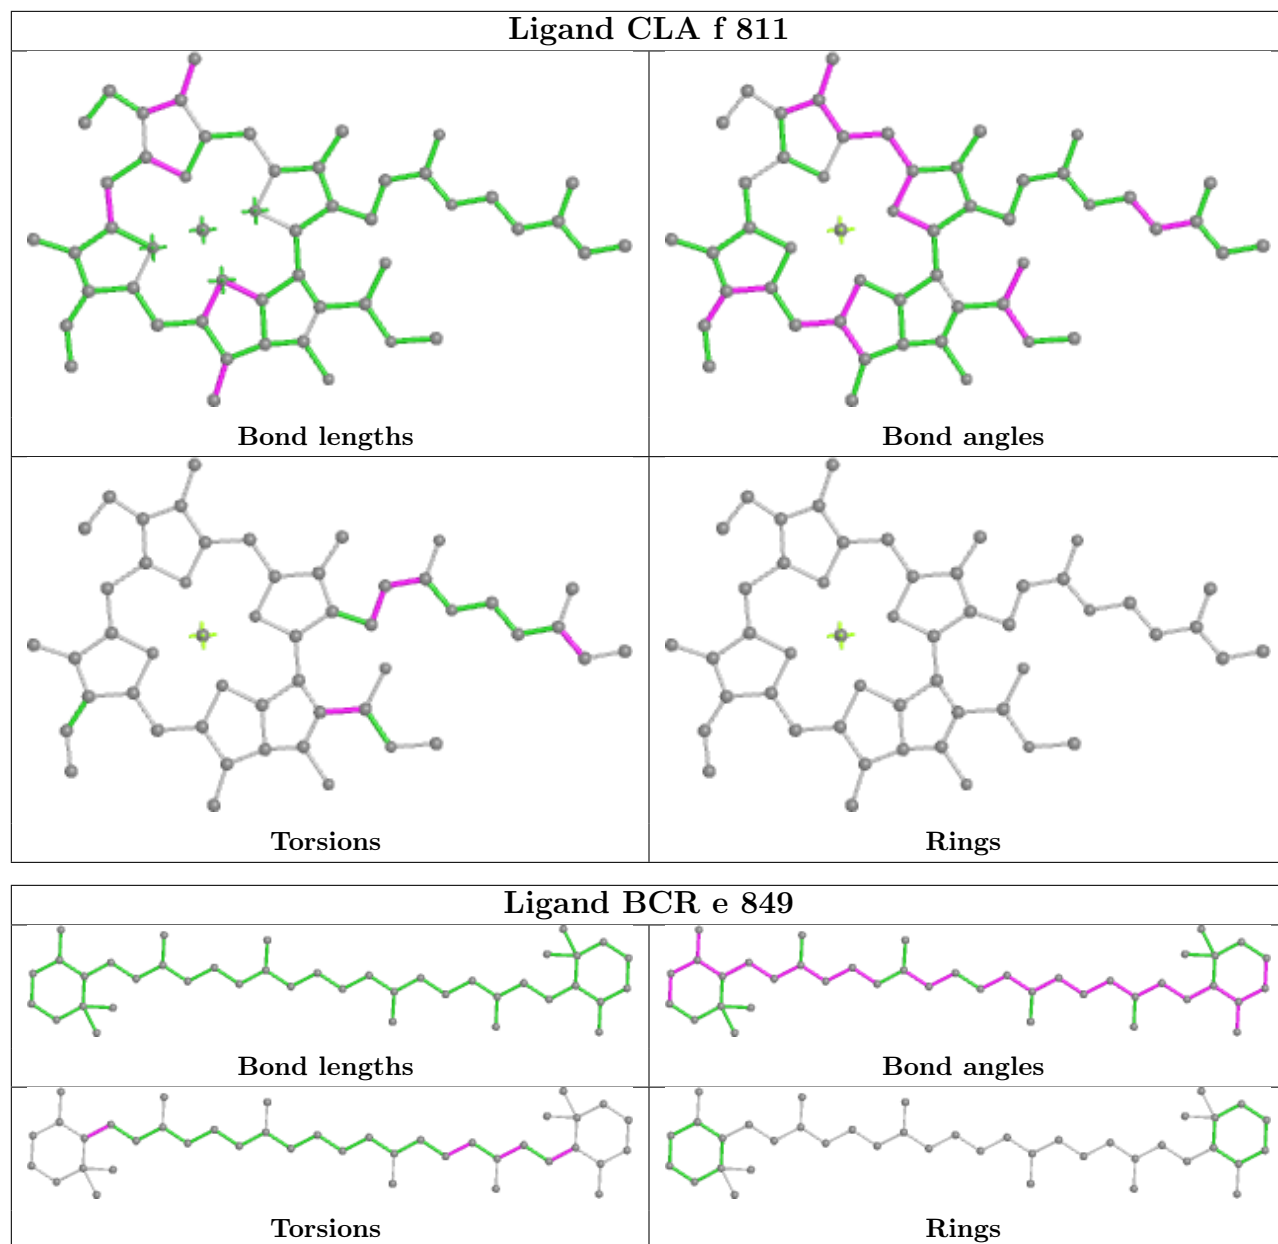 Ligand CLA f 811
Bond lengths
Bond angles
Torsions
Rings
Ligand BCR e 849
Bond lengths
Bond angles
Torsions
Rings